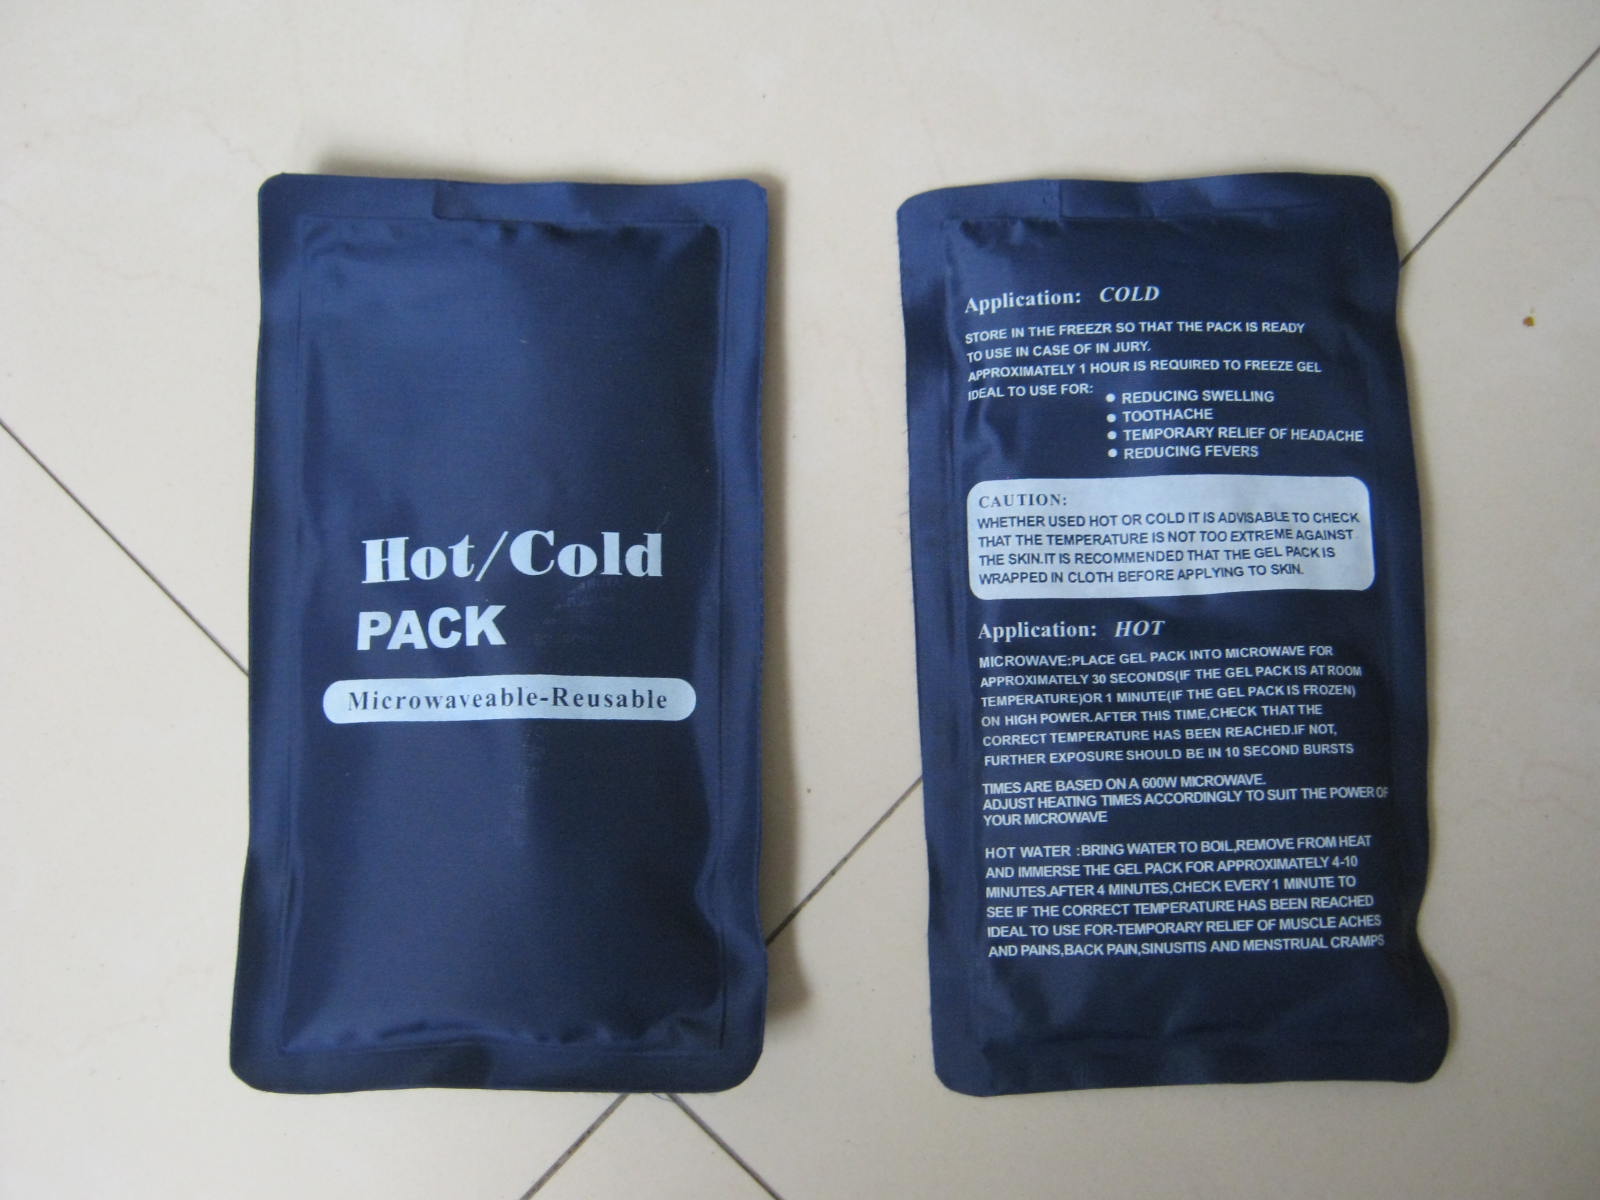 Hot/Cold
PACK
Microwaveable-Reusable
Application: COLD
STORE IN THE FREEZR SO THAT THE PACK IS READY
TO USE IN CASE OF IN JURY.
APPROXIMATELY 1 HOUR IS REQUIRED TO FREEZE GEL
IDEAL TO USE FOR:
● REDUCING SWELLING
● TOOTHACHE
● TEMPORARY RELIEF OF HEADACHE
● REDUCING FEVERS
CAUTION:
WHETHER USED HOT OR COLD IT IS ADVISABLE TO CHECK
THAT THE TEMPERATURE IS NOT TOO EXTREME AGAINST
THE SKIN.IT IS RECOMMENDED THAT THE GEL PACK IS
WRAPPED IN CLOTH BEFORE APPLYING TO SKIN.
Application: HOT
MICROWAVE:PLACE GEL PACK INTO MICROWAVE FOR
APPROXIMATELY 30 SECONDS(IF THE GEL PACK IS AT ROOM
TEMPERATURE)OR 1 MINUTE(IF THE GEL PACK IS FROZEN)
ON HIGH POWER.AFTER THIS TIME,CHECK THAT THE
CORRECT TEMPERATURE HAS BEEN REACHED.IF NOT,
FURTHER EXPOSURE SHOULD BE IN 10 SECOND BURSTS
TIMES ARE BASED ON A 600W MICROWAVE.
ADJUST HEATING TIMES ACCORDINGLY TO SUIT THE POWER OF
YOUR MICROWAVE
HOT WATER :BRING WATER TO BOIL,REMOVE FROM HEAT
AND IMMERSE THE GEL PACK FOR APPROXIMATELY 4-10
MINUTES.AFTER 4 MINUTES,CHECK EVERY 1 MINUTE TO
SEE IF THE CORRECT TEMPERATURE HAS BEEN REACHED
IDEAL TO USE FOR-TEMPORARY RELIEF OF MUSCLE ACHES
AND PAINS,BACK PAIN,SINUSITIS AND MENSTRUAL CRAMPS